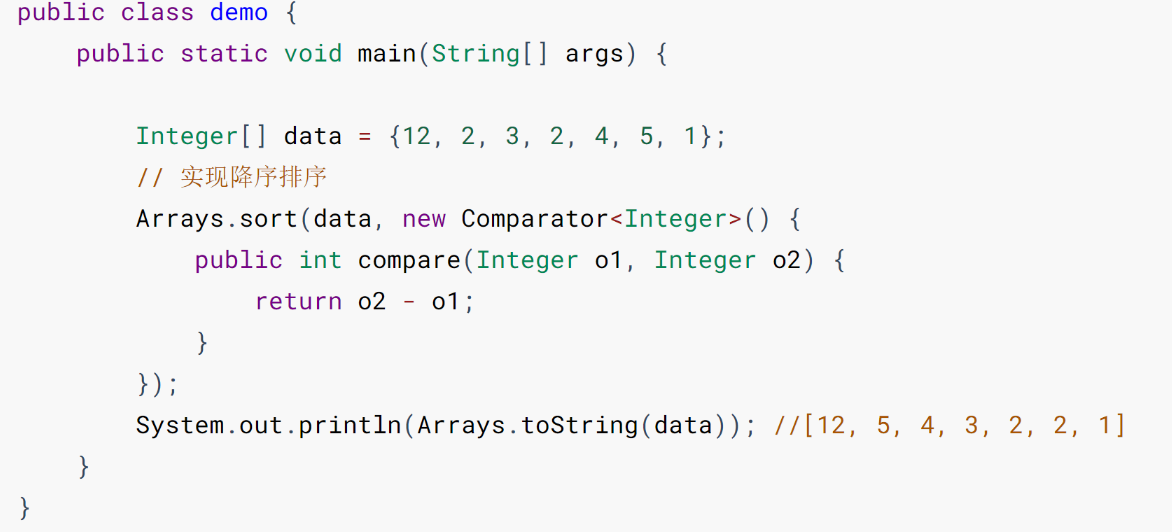 public class demo {
    public static void main(String[] args) {
        Integer[] data = {12, 2, 3, 2, 4, 5, 1};
        // 实现降序排序
        Arrays.sort(data, new Comparator<Integer>() {
            public int compare(Integer o1, Integer o2) {
                return o2 - o1;
            }
        });
        System.out.println(Arrays.toString(data)); //[12, 5, 4, 3, 2, 2, 1]
    }
}